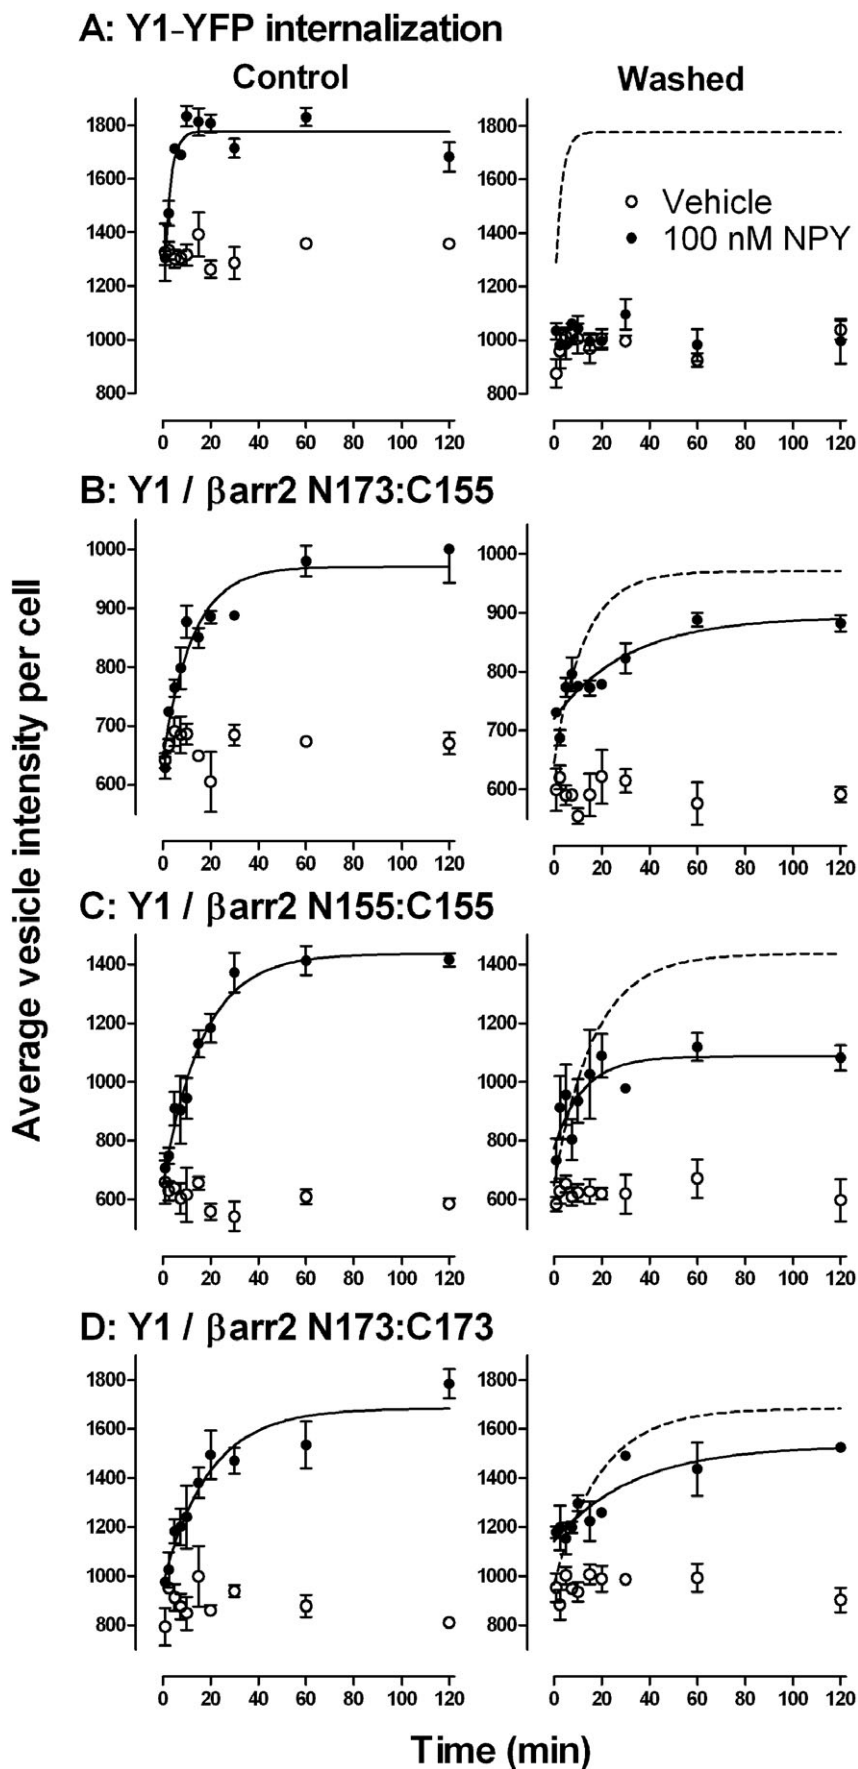 A: Y1-YFP internalization
Control
Washed
1800
1600
1400
1200
1000
800
0 20 40 60 80 100 120
1800
1600
1400
1200
1000
800
Vehicle
100 nM NPY
0 20 40 60 80 100 120
B: Y1 / βarr2 N173:C155
1000
900
800
700
600
0 20 40 60 80 100 120
1000
900
800
700
600
0 20 40 60 80 100 120
Average vesicle intensity per cell
C: Y1 / βarr2 N155:C155
1400
1200
1000
800
600
0 20 40 60 80 100 120
1400
1200
1000
800
600
0 20 40 60 80 100 120
D: Y1 / βarr2 N173:C173
1800
1600
1400
1200
1000
800
0 20 40 60 80 100 120
1800
1600
1400
1200
1000
800
0 20 40 60 80 100 120
Time (min)